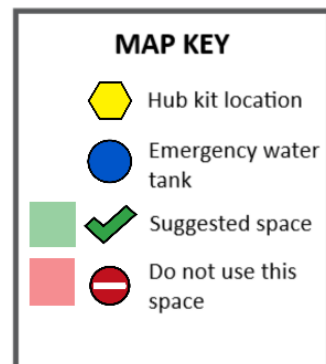 MAP KEY
Hub kit location
Emergency water
tank
Suggested space
Do not use this
space